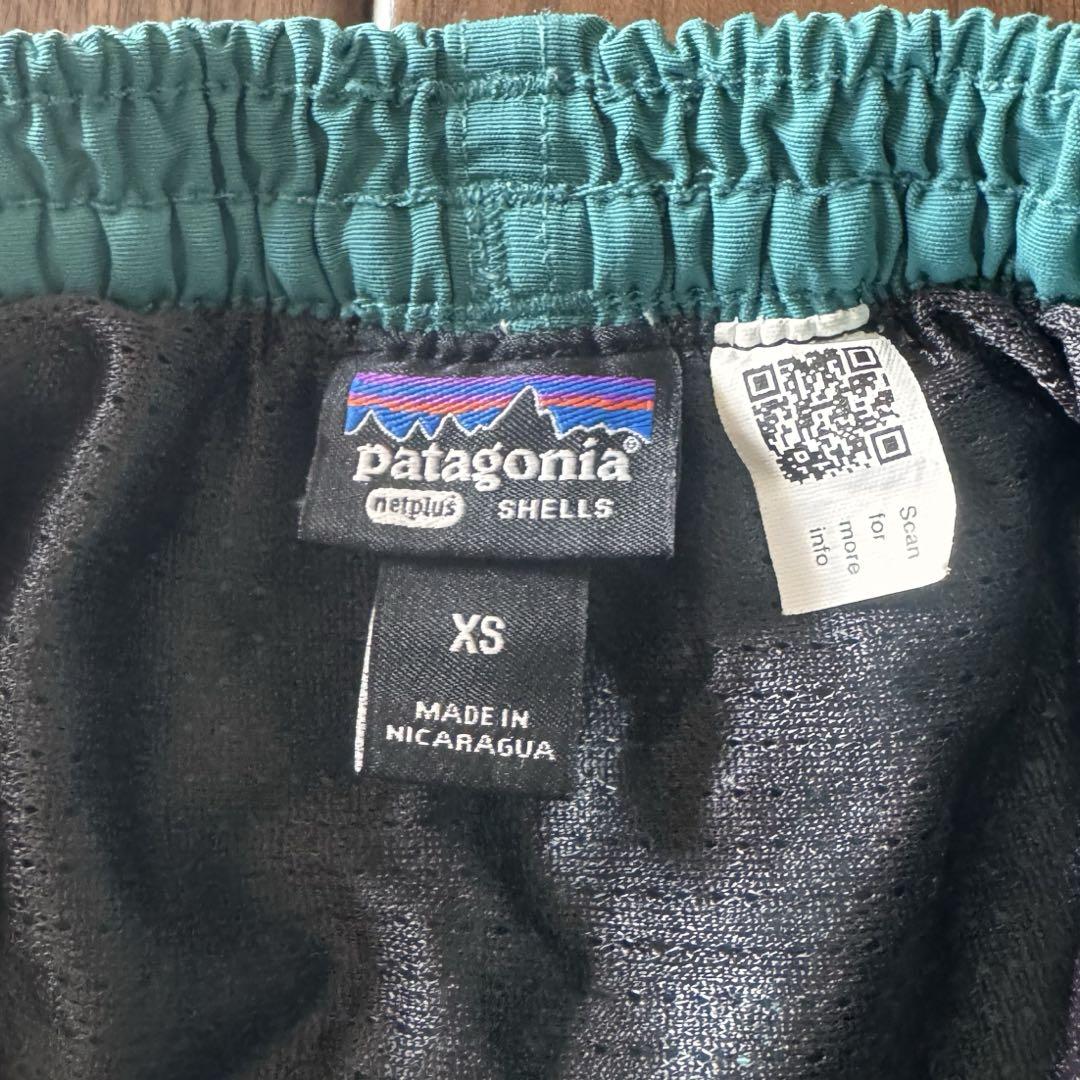 patagonia®
netplus SHELLS
XS
MADE IN
NICARAGUA
Scan
for
more
info